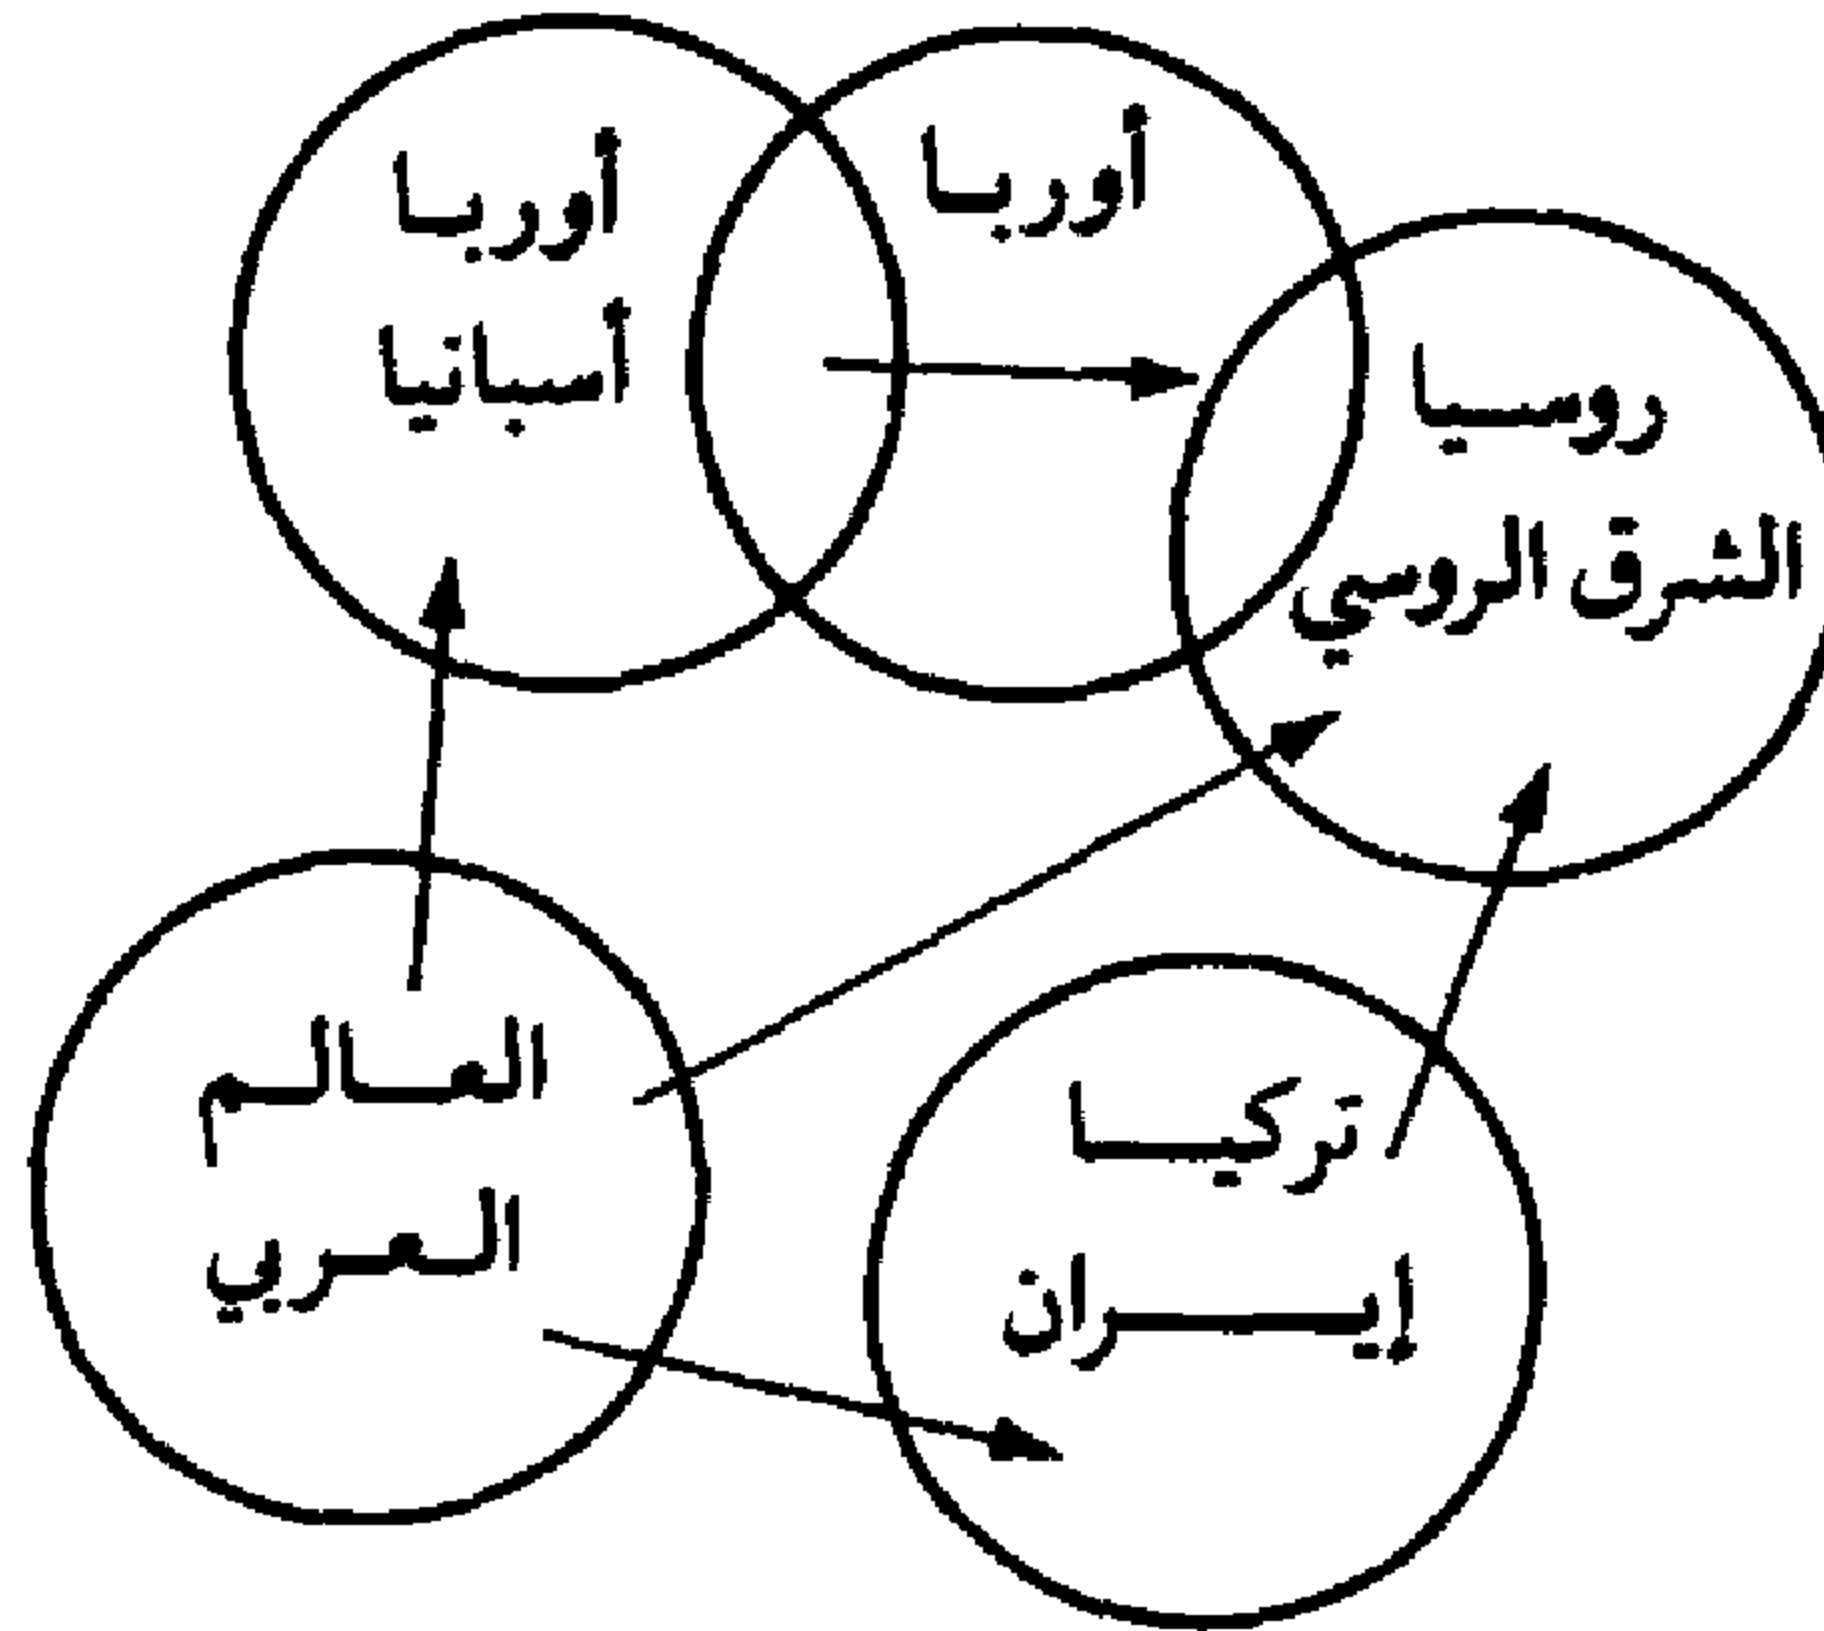 أوربا
أسبانيا
أوربا
روسيا
الشرق الروسي
العالم
العربي
تركيا
إيران